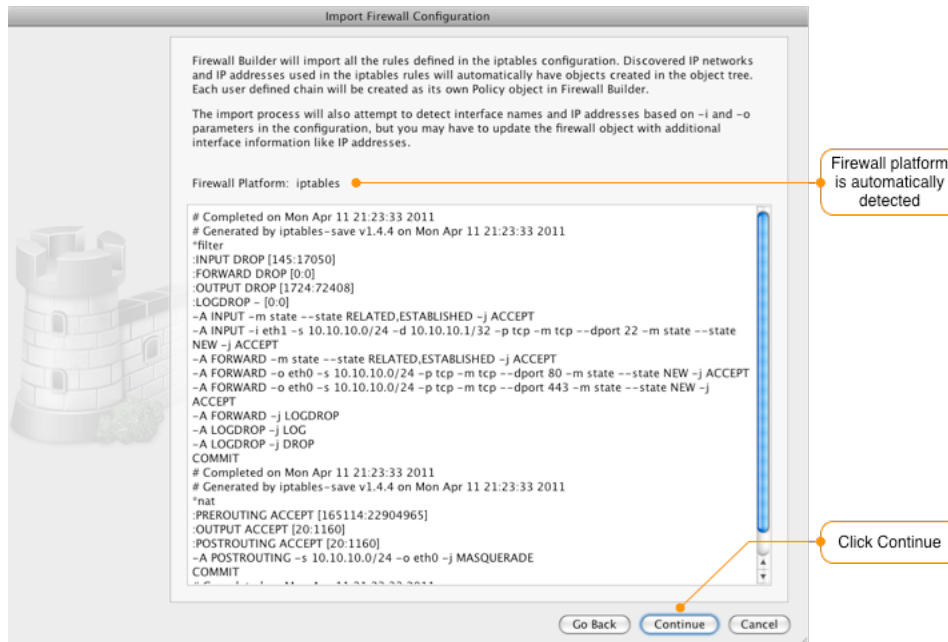 Import Firewall Configuration
Firewall Builder will import all the rules defined in the iptables configuration. Discovered IP networks
and IP addresses used in the iptables rules will automatically have objects created in the object tree.
Each user defined chain will be created as its own Policy object in Firewall Builder.
The import process will also attempt to detect interface names and IP addresses based on -i and -o
parameters in the configuration, but you may have to update the firewall object with additional
interface information like IP addresses.
Firewall Platform: iptables
Firewall platform
is automatically
detected
# Completed on Mon Apr 11 21:23:33 2011
# Generated by iptables-save v1.4.4 on Mon Apr 11 21:23:33 2011
*filter
:INPUT DROP [145:17050]
:FORWARD DROP [0:0]
:OUTPUT DROP [1724:72408]
:LOGDROP - [0:0]
-A INPUT -m state --state RELATED,ESTABLISHED -j ACCEPT
-A INPUT -i eth1 -s 10.10.10.0/24 -d 10.10.10.1/32 -p tcp -m tcp --dport 22 -m state --state
NEW -j ACCEPT
-A FORWARD -m state --state RELATED,ESTABLISHED -j ACCEPT
-A FORWARD -o eth0 -s 10.10.10.0/24 -p tcp -m tcp --dport 80 -m state --state NEW -j ACCEPT
-A FORWARD -o eth0 -s 10.10.10.0/24 -p tcp -m tcp --dport 443 -m state --state NEW -j
ACCEPT
-A FORWARD -j LOGDROP
-A LOGDROP -j LOG
-A LOGDROP -j DROP
COMMIT
# Completed on Mon Apr 11 21:23:33 2011
# Generated by iptables-save v1.4.4 on Mon Apr 11 21:23:33 2011
*nat
:PREROUTING ACCEPT [165114:22904965]
:OUTPUT ACCEPT [20:1160]
:POSTROUTING ACCEPT [20:1160]
-A POSTROUTING -s 10.10.10.0/24 -o eth0 -j MASQUERADE
COMMIT
Click Continue
Go Back
Continue
Cancel